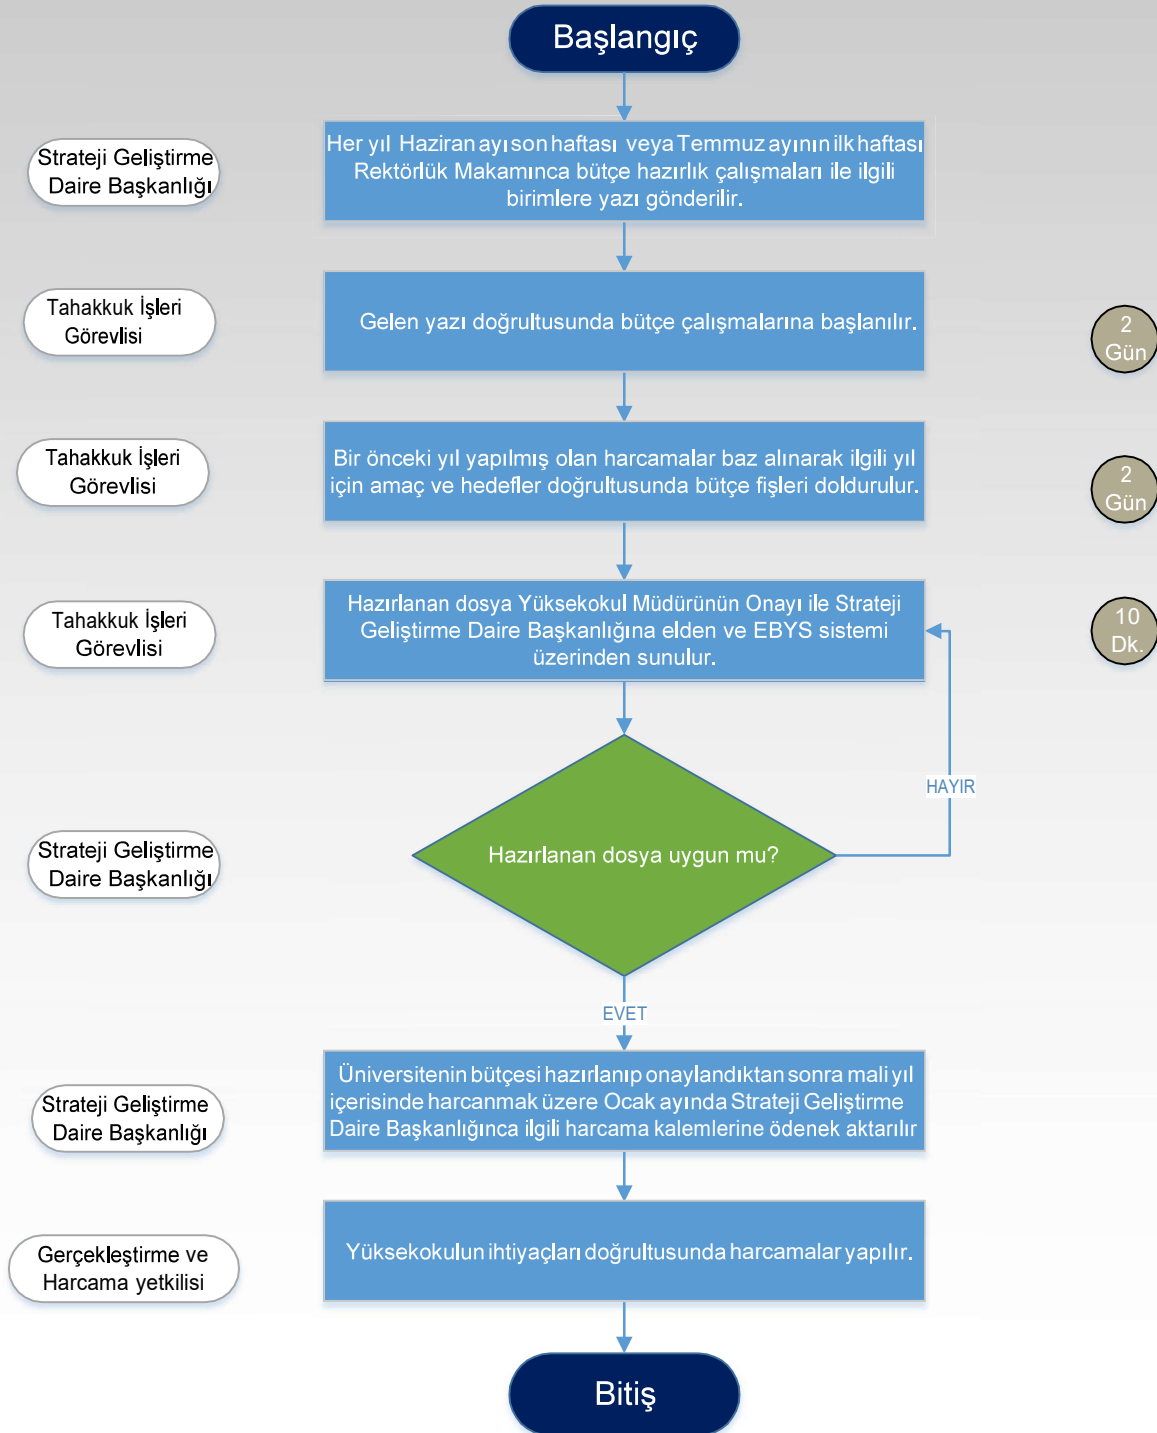 Başlangıç
Strateji Geliştirme
Daire Başkanlığı
Her yıl Haziran ayı son haftası veya Temmuz ayının ilk haftası
Rektörlük Makamınca bütçe hazırlık çalışmaları ile ilgili
birimlere yazı gönderilir.
Tahakkuk İşleri
Görevlisi
Gelen yazı doğrultusunda bütçe çalışmalarına başlanılır.
2
Gün
Tahakkuk İşleri
Görevlisi
Bir önceki yıl yapılmış olan harcamalar baz alınarak ilgili yıl
için amaç ve hedefler doğrultusunda bütçe fişleri doldurulur.
2
Gün
Tahakkuk İşleri
Görevlisi
Hazırlanan dosya Yüksekokul Müdürünün Onayı ile Strateji
Geliştirme Daire Başkanlığına elden ve EBYS sistemi
üzerinden sunulur.
10
Dk.
HAYIR
Strateji Geliştirme
Daire Başkanlığı
Hazırlanan dosya uygun mu?
EVET
Strateji Geliştirme
Daire Başkanlığı
Üniversitenin bütçesi hazırlanıp onaylandıktan sonra mali yıl
içerisinde harcanmak üzere Ocak ayında Strateji Geliştirme
Daire Başkanlığınca ilgili harcama kalemlerine ödenek aktarılır
Gerçekleştirme ve
Harcama yetkilisi
Yüksekokulun ihtiyaçları doğrultusunda harcamalar yapılır.
Bitiş